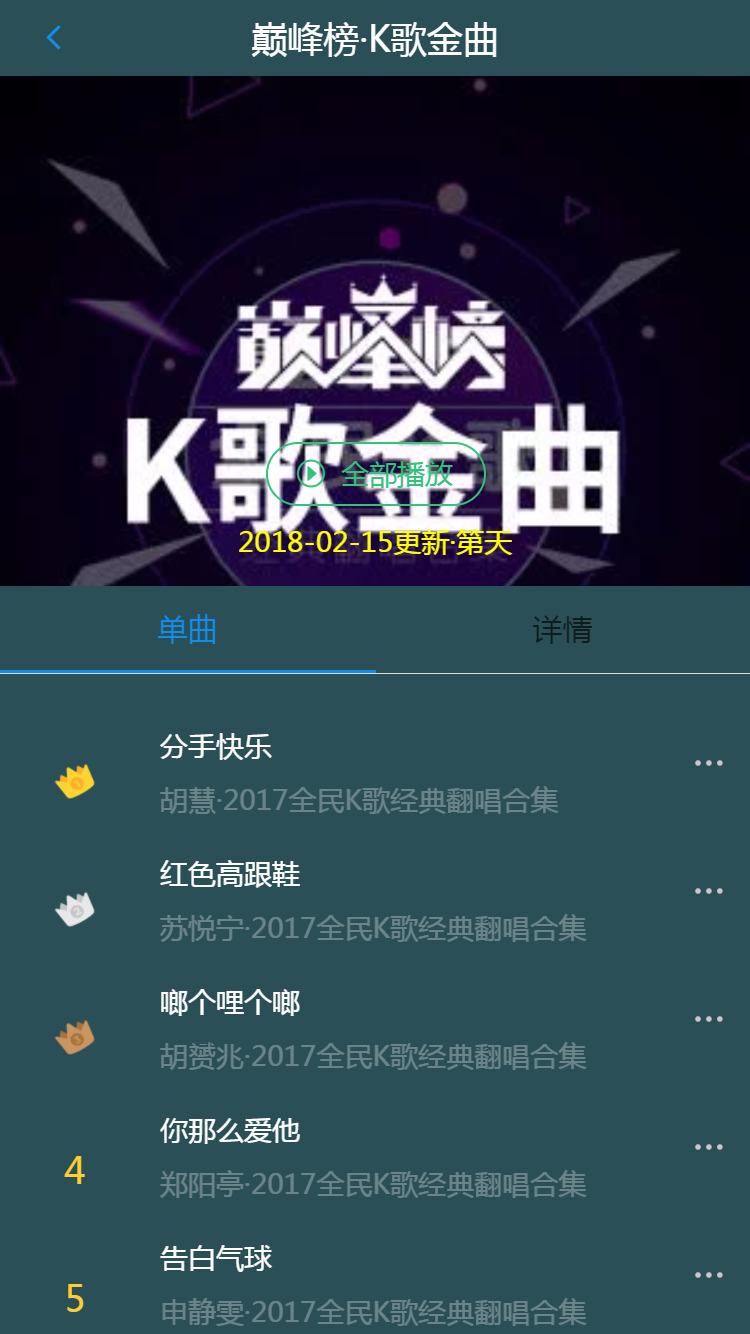 巅峰榜·K歌金曲
巅峰榜
K歌金曲
全部播放
2018-02-15更新·第天
单曲
详情
分手快乐
胡慧·2017全民K歌经典翻唱合集
红色高跟鞋
2
苏悦宁·2017全民K歌经典翻唱合集
啷个哩个啷
3
胡赟兆·2017全民K歌经典翻唱合集
你那么爱他
4
郑阳亭·2017全民K歌经典翻唱合集
告白气球
5
申静雯·2017全民K歌经典翻唱合集